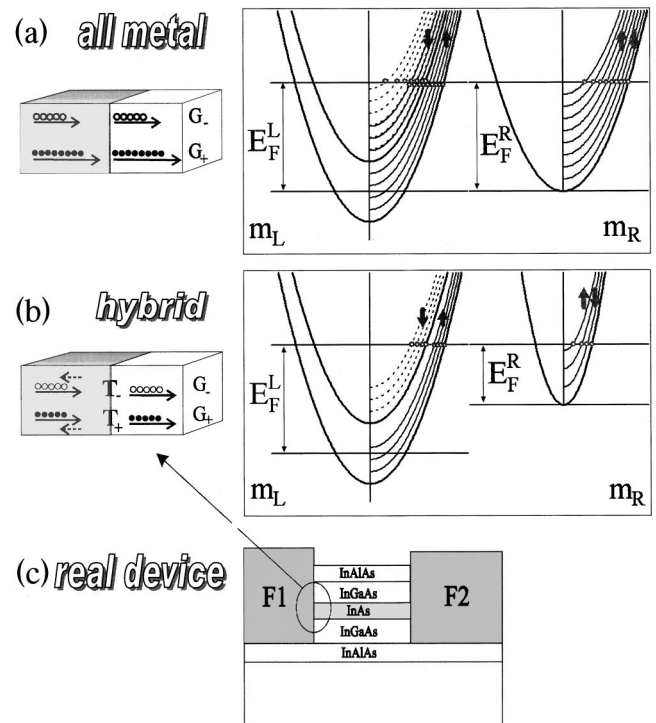 (a) all metal
G₋
G₊
E_F^L
E_F^R
m_L
m_R
(b) hybrid
T₋ G₋
T₊ G₊
E_F^L
E_F^R
m_L
m_R
(c) real device
F1
InAlAs
InGaAs
InAs
InGaAs
F2
InAlAs